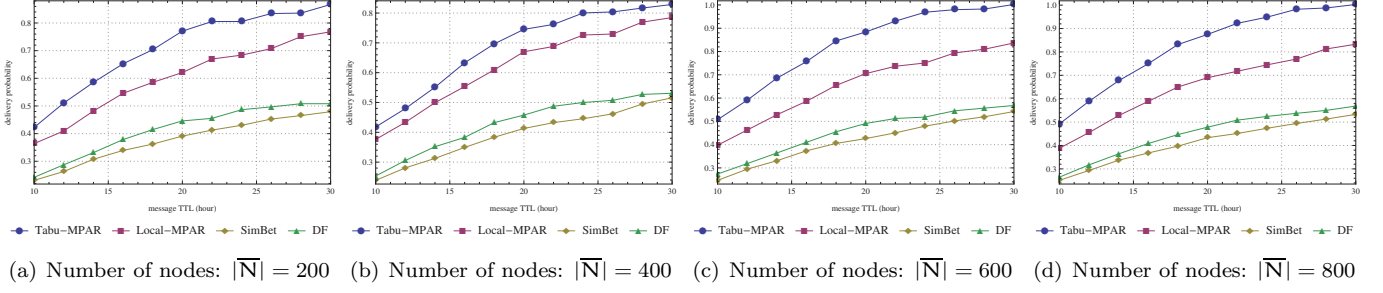 0.8
0.7
0.6
0.5
0.4
0.3
delivery probability
10 15 20 25 30
message TTL (hour)
Tabu−MPAR Local−MPAR SimBet DF
(a) Number of nodes: |N̅| = 200
0.8
0.7
0.6
0.5
0.4
0.3
delivery probability
10 15 20 25 30
message TTL (hour)
Tabu−MPAR Local−MPAR SimBet DF
(b) Number of nodes: |N̅| = 400
1.0
0.9
0.8
0.7
0.6
0.5
0.4
0.3
delivery probability
10 15 20 25 30
message TTL (hour)
Tabu−MPAR Local−MPAR SimBet DF
(c) Number of nodes: |N̅| = 600
1.0
0.9
0.8
0.7
0.6
0.5
0.4
0.3
delivery probability
10 15 20 25 30
message TTL (hour)
Tabu−MPAR Local−MPAR SimBet DF
(d) Number of nodes: |N̅| = 800